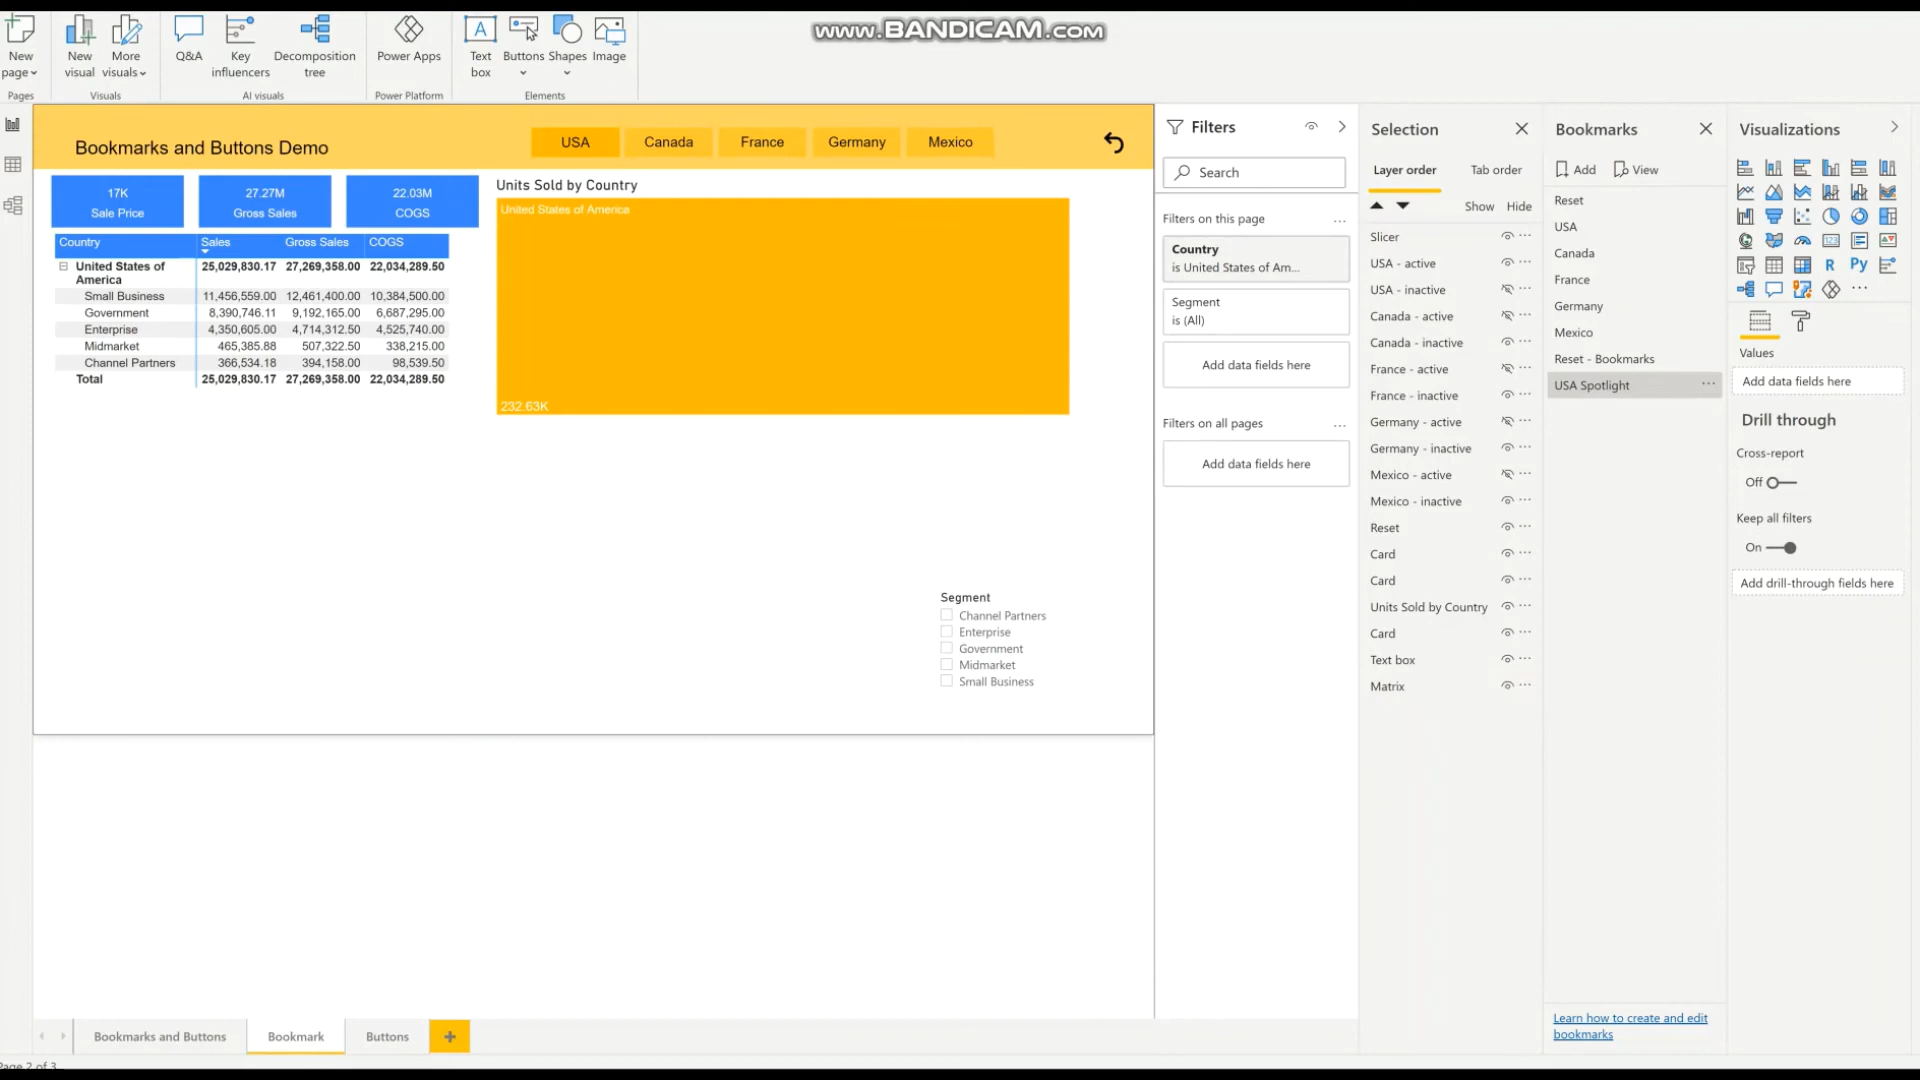 www.BANDICAM.com
New page
New visual
More visuals
Q&A
Key influencers
Decomposition tree
Power Apps
Text box
Buttons
Shapes
Image
Pages
Visuals
AI visuals
Power Platform
Elements
Bookmarks and Buttons Demo
USA
Canada
France
Germany
Mexico
17K
Sale Price
27.27M
Gross Sales
22.03M
COGS
Country Sales Gross Sales COGS
United States of America 25,029,830.17 27,269,358.00 22,034,289.50
Small Business 11,456,559.00 12,461,400.00 10,384,500.00
Government 8,390,746.11 9,192,165.00 6,687,295.00
Enterprise 4,350,605.00 4,714,312.50 4,525,740.00
Midmarket 465,385.88 507,322.50 338,215.00
Channel Partners 366,534.18 394,158.00 98,539.50
Total 25,029,830.17 27,269,358.00 22,034,289.50
Units Sold by Country
United States of America
232.63K
Segment
Channel Partners
Enterprise
Government
Midmarket
Small Business
Filters
Search
Filters on this page
Country
is United States of Am...
Segment
is (All)
Add data fields here
Filters on all pages
Add data fields here
Selection
Layer order
Tab order
Show Hide
Slicer
USA - active
USA - inactive
Canada - active
Canada - inactive
France - active
France - inactive
Germany - active
Germany - inactive
Mexico - active
Mexico - inactive
Reset
Card
Card
Units Sold by Country
Card
Text box
Matrix
Bookmarks
Add
View
Reset
USA
Canada
France
Germany
Mexico
Reset - Bookmarks
USA Spotlight
Learn how to create and edit
bookmarks
Visualizations
R
Py
Values
Add data fields here
Drill through
Cross-report
Off
Keep all filters
On
Add drill-through fields here
Bookmarks and Buttons
Bookmark
Buttons
Page 2 of 3